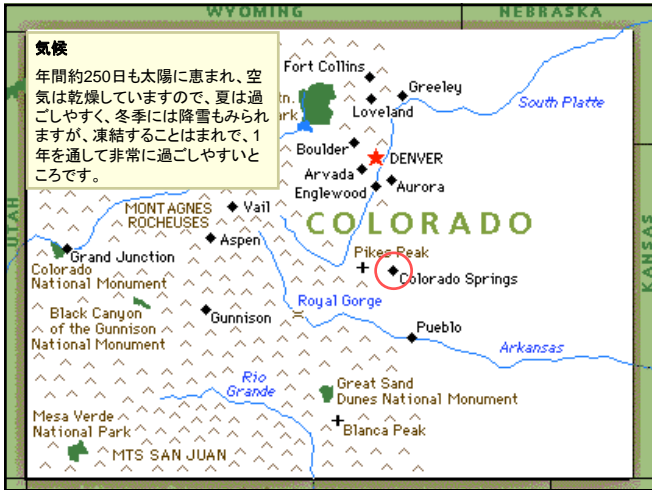 WYOMING
NEBRASKA
気候
年間約250日も太陽に恵まれ、空
気は乾燥していますので、夏は過
ごしやすく、冬季には降雪もみられ
ますが、凍結することはまれで、1
年を通して非常に過ごしやすいと
ころです。
Fort Collins
Greeley
tn.
ark
Loveland
South Platte
Boulder
DENVER
Arvada
Aurora
Englewood
UTAH
MONTAGNES
ROCHEUSES
Vail
COLORADO
KANSAS
Aspen
Pikes Peak
Grand Junction
Colorado
National Monument
Colorado Springs
Royal Gorge
Black Canyon
of the Gunnison
National Monument
Gunnison
Pueblo
Arkansas
Rio
Grande
Great Sand
Dunes National Monument
Mesa Verde
National Park
Blanca Peak
MTS SAN JUAN